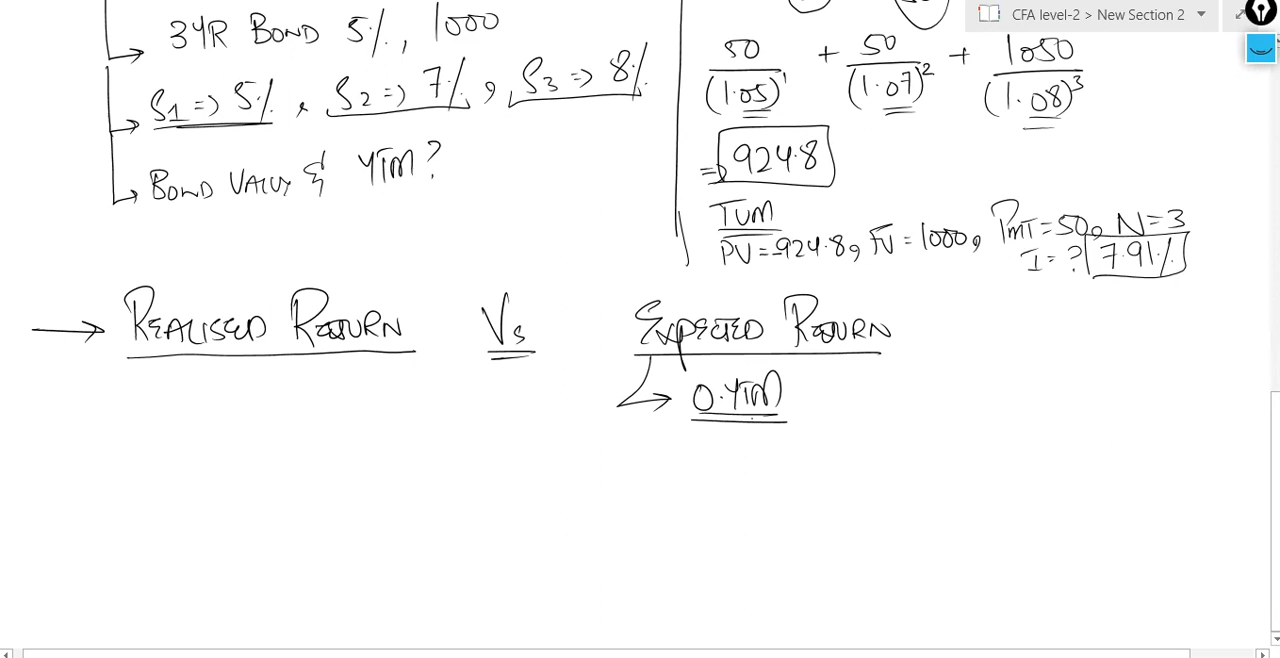 CFA level-2 > New Section 2
3YR BOND 5%, 1000
S1 => 5%, S2 => 7%, S3 => 8%
BOND VALUE & YTM?
50/(1.05)^1 + 50/(1.07)^2 + 1050/(1.08)^3
=> 924.8
TVM
PV = -924.8, FV = 1000, PMT = 50, N = 3
I = ? 7.91%
→ REALISED RETURN Vs EXPECTED RETURN
→ O.YTM